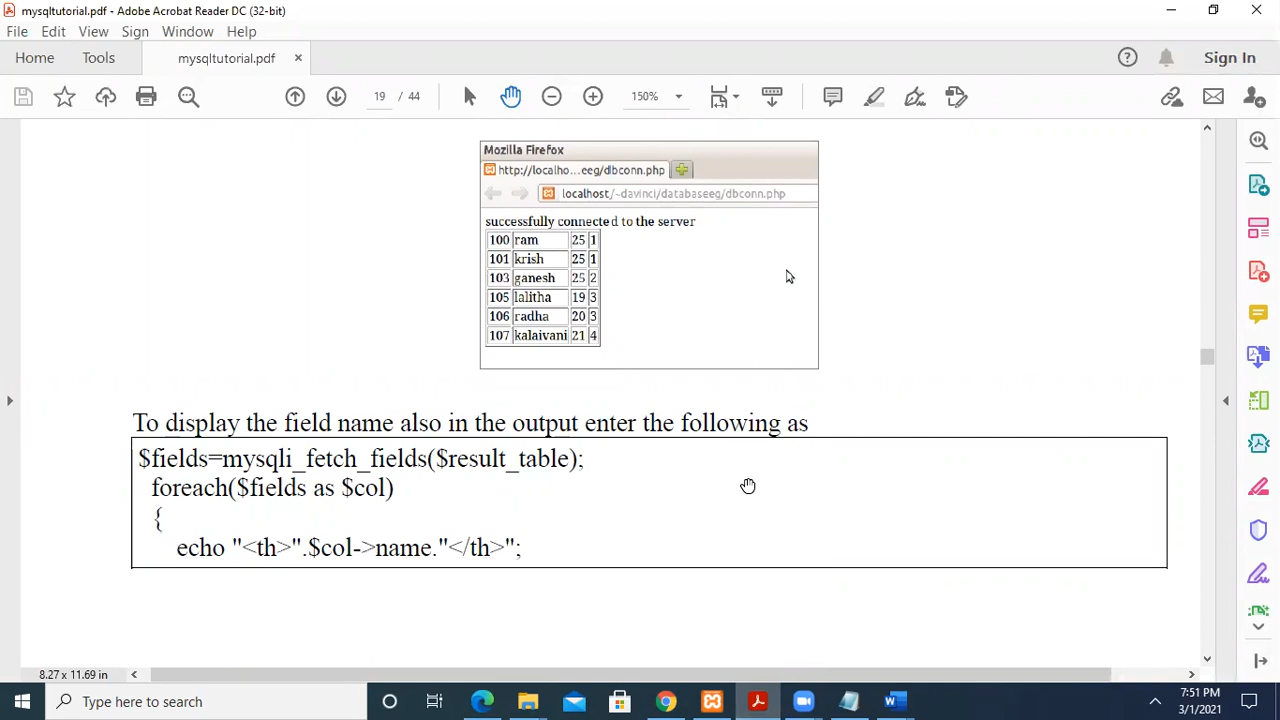 mysqltutorial.pdf - Adobe Acrobat Reader DC (32-bit)
File Edit View Sign Window Help
Home Tools mysqltutorial.pdf × Sign In
19 / 44 150%
Mozilla Firefox
http://localho...eeg/dbconn.php
localhost/~davinci/databaseeg/dbconn.php
successfully connected to the server
100 ram 25 1
101 krish 25 1
103 ganesh 25 2
105 lalitha 19 3
106 radha 20 3
107 kalaivani 21 4
To display the field name also in the output enter the following as
$fields=mysqli_fetch_fields($result_table);
foreach($fields as $col)
{
echo "<th>".$col->name."</th>";
8.27 x 11.69 in
Type here to search
7:51 PM
3/1/2021